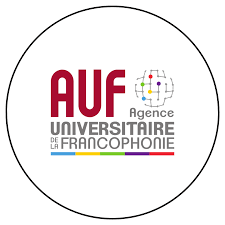 AUF
Agence
UNIVERSITAIRE
DE LA FRANCOPHONIE